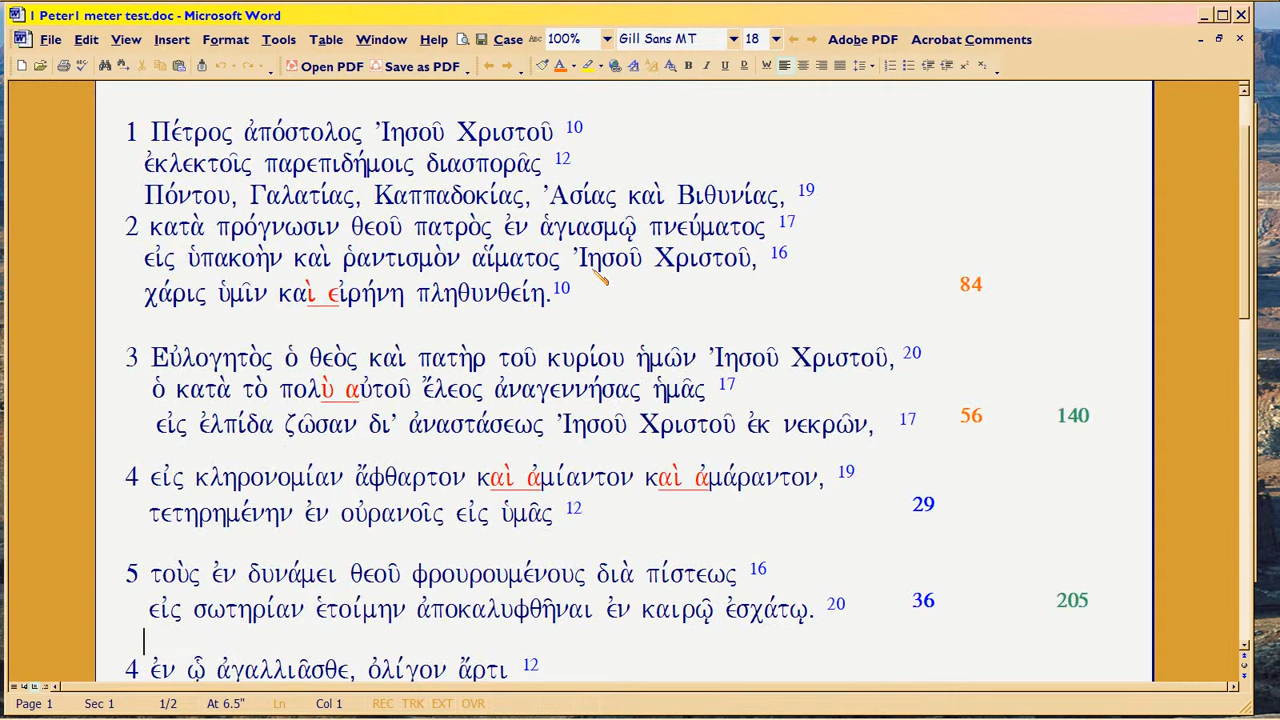 1 Peter1 meter test.doc - Microsoft Word
File Edit View Insert Format Tools Table Window Help Case 100% Gill Sans MT 18 Adobe PDF Acrobat Comments
Open PDF Save as PDF
1 Πέτρος ἀπόστολος Ἰησοῦ Χριστοῦ 10
ἐκλεκτοῖς παρεπιδήμοις διασπορᾶς 12
Πόντου, Γαλατίας, Καππαδοκίας, Ἀσίας καὶ Βιθυνίας, 19
2 κατὰ πρόγνωσιν θεοῦ πατρὸς ἐν ἁγιασμῷ πνεύματος 17
εἰς ὑπακοὴν καὶ ῥαντισμὸν αἵματος Ἰησοῦ Χριστοῦ, 16
χάρις ὑμῖν καὶ εἰρήνη πληθυνθείη. 10 84
3 Εὐλογητὸς ὁ θεὸς καὶ πατὴρ τοῦ κυρίου ἡμῶν Ἰησοῦ Χριστοῦ, 20
ὁ κατὰ τὸ πολὺ αὐτοῦ ἔλεος ἀναγεννήσας ἡμᾶς 17
εἰς ἐλπίδα ζῶσαν δι’ ἀναστάσεως Ἰησοῦ Χριστοῦ ἐκ νεκρῶν, 17 56 140
4 εἰς κληρονομίαν ἄφθαρτον καὶ ἀμίαντον καὶ ἀμάραντον, 19
τετηρημένην ἐν οὐρανοῖς εἰς ὑμᾶς 12 29
5 τοὺς ἐν δυνάμει θεοῦ φρουρουμένους διὰ πίστεως 16
εἰς σωτηρίαν ἑτοίμην ἀποκαλυφθῆναι ἐν καιρῷ ἐσχάτῳ. 20 36 205
4 ἐν ᾧ ἀγαλλιᾶσθε, ὀλίγον ἄρτι 12
Page 1 Sec 1 1/2 At 6.5" Ln Col 1 REC TRK EXT OVR